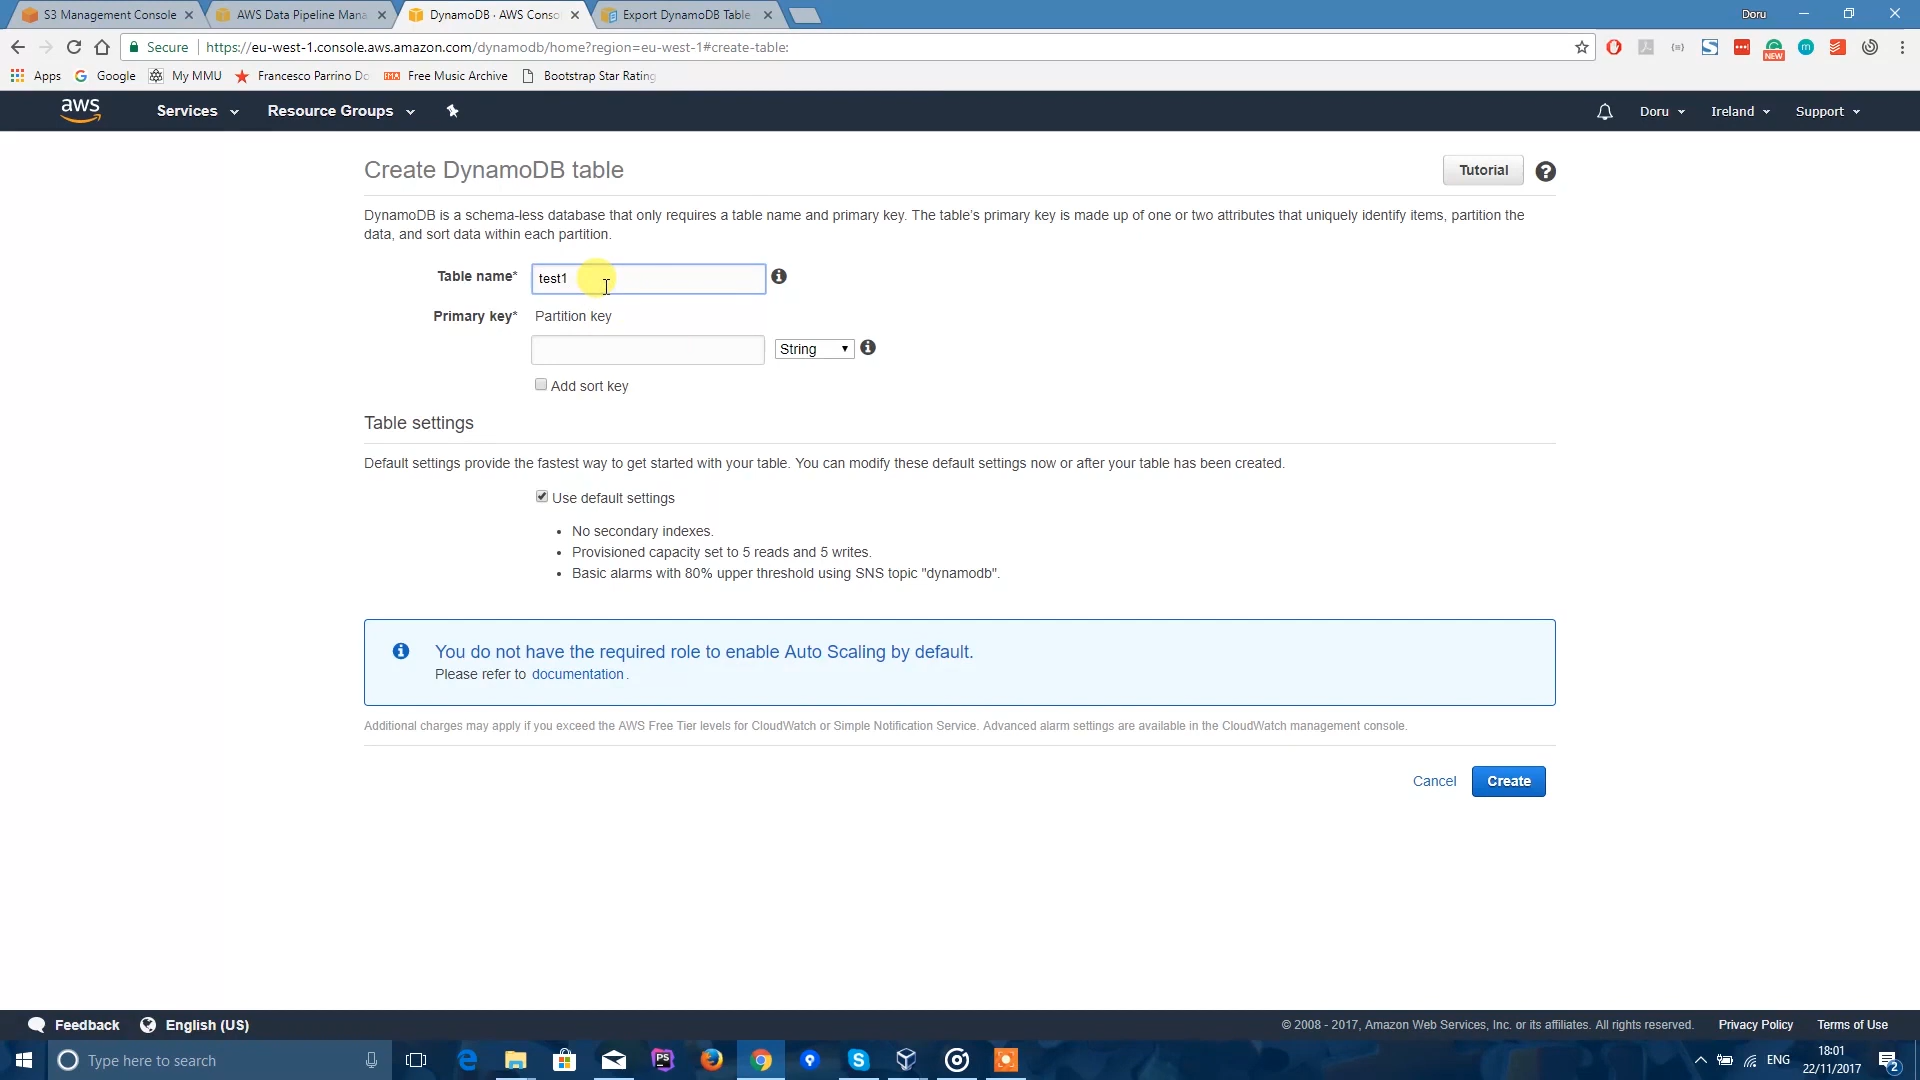 S3 Management Console
AWS Data Pipeline Mana
DynamoDB · AWS Conso
Export DynamoDB Table
Doru
Secure
https://eu-west-1.console.aws.amazon.com/dynamodb/home?region=eu-west-1#create-table:
NEW
Apps
Google
My MMU
Francesco Parrino Do
Free Music Archive
Bootstrap Star Rating
aws
Services
Resource Groups
Doru
Ireland
Support
Create DynamoDB table
Tutorial
?
DynamoDB is a schema-less database that only requires a table name and primary key. The table's primary key is made up of one or two attributes that uniquely identify items, partition the
data, and sort data within each partition.
Table name*
test1
Primary key*
Partition key
String
Add sort key
Table settings
Default settings provide the fastest way to get started with your table. You can modify these default settings now or after your table has been created.
Use default settings
• No secondary indexes.
• Provisioned capacity set to 5 reads and 5 writes.
• Basic alarms with 80% upper threshold using SNS topic "dynamodb".
You do not have the required role to enable Auto Scaling by default.
Please refer to documentation.
Additional charges may apply if you exceed the AWS Free Tier levels for CloudWatch or Simple Notification Service. Advanced alarm settings are available in the CloudWatch management console.
Cancel
Create
Feedback
English (US)
© 2008 - 2017, Amazon Web Services, Inc. or its affiliates. All rights reserved.
Privacy Policy
Terms of Use
Type here to search
PS
ENG
18:01
22/11/2017
2